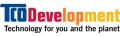 TCO Development
Technology for you and the planet